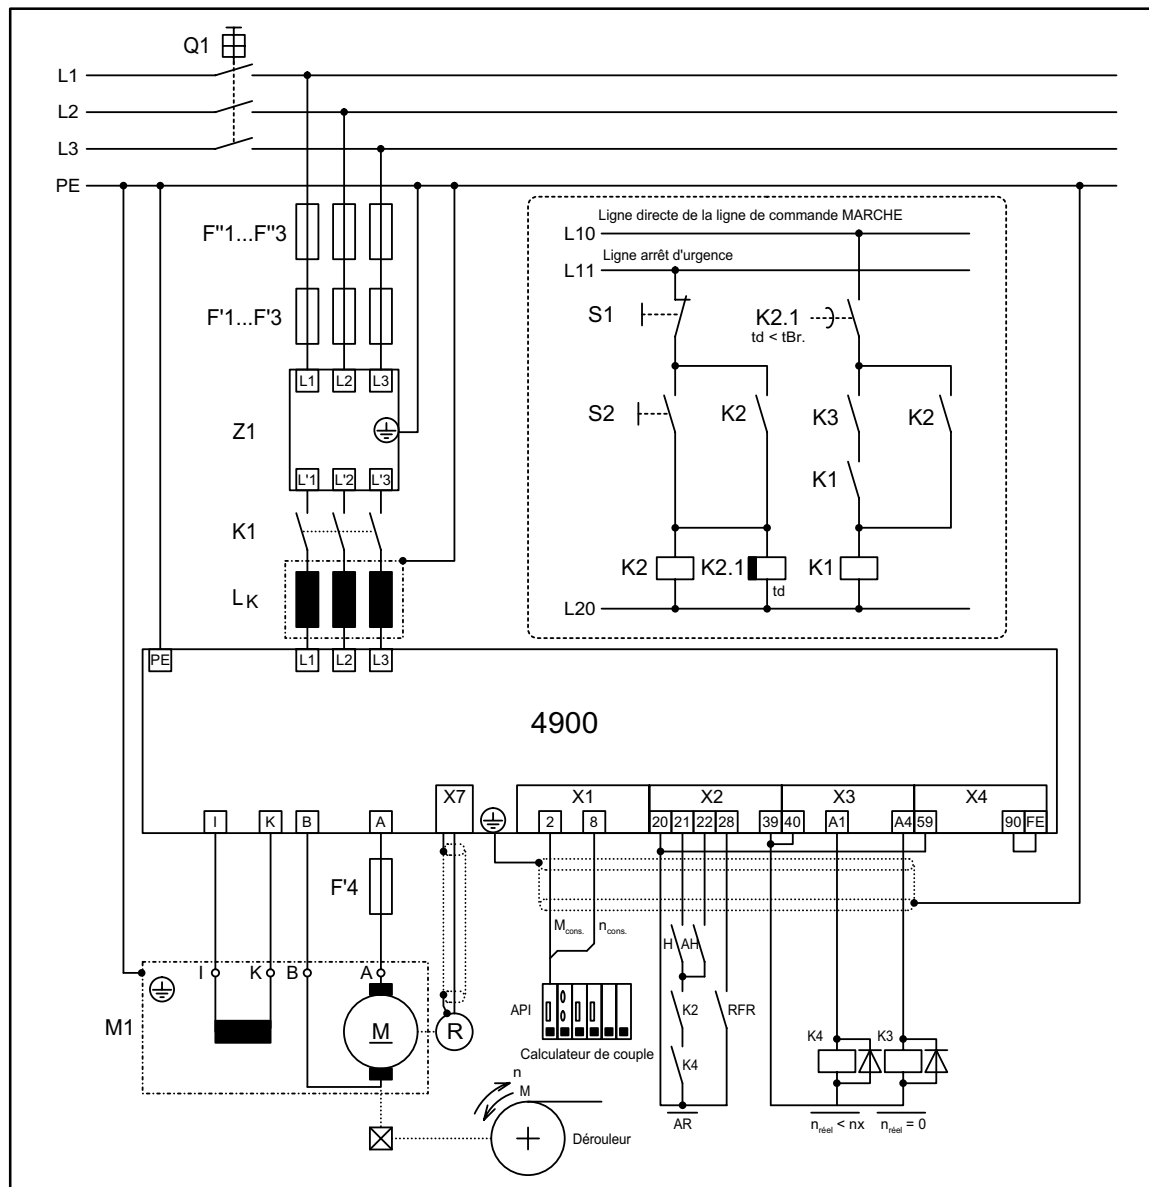 Q1
L1
L2
L3
PE
F"1...F"3
F'1...F'3
L1 L2 L3
Z1
L'1 L'2 L'3
K1
LK
Ligne directe de la ligne de commande MARCHE
L10
Ligne arrêt d'urgence
L11
S1
K2.1
td < tBr.
S2
K2
K3
K2
K1
K2
K2.1
td
K1
L20
PE L1 L2 L3
4900
X7 X1 X2 X3 X4
I K B A 2 8 20 21 22 28 39 40 A1 A4 59 90 FE
F'4
Mcons.
ncons.
H AH
I K B A
API
K2
RFR
M1
M
R
Calculateur de couple
K4
K4
K3
n
M
AR
nréel < nx
nréel = 0
Dérouleur